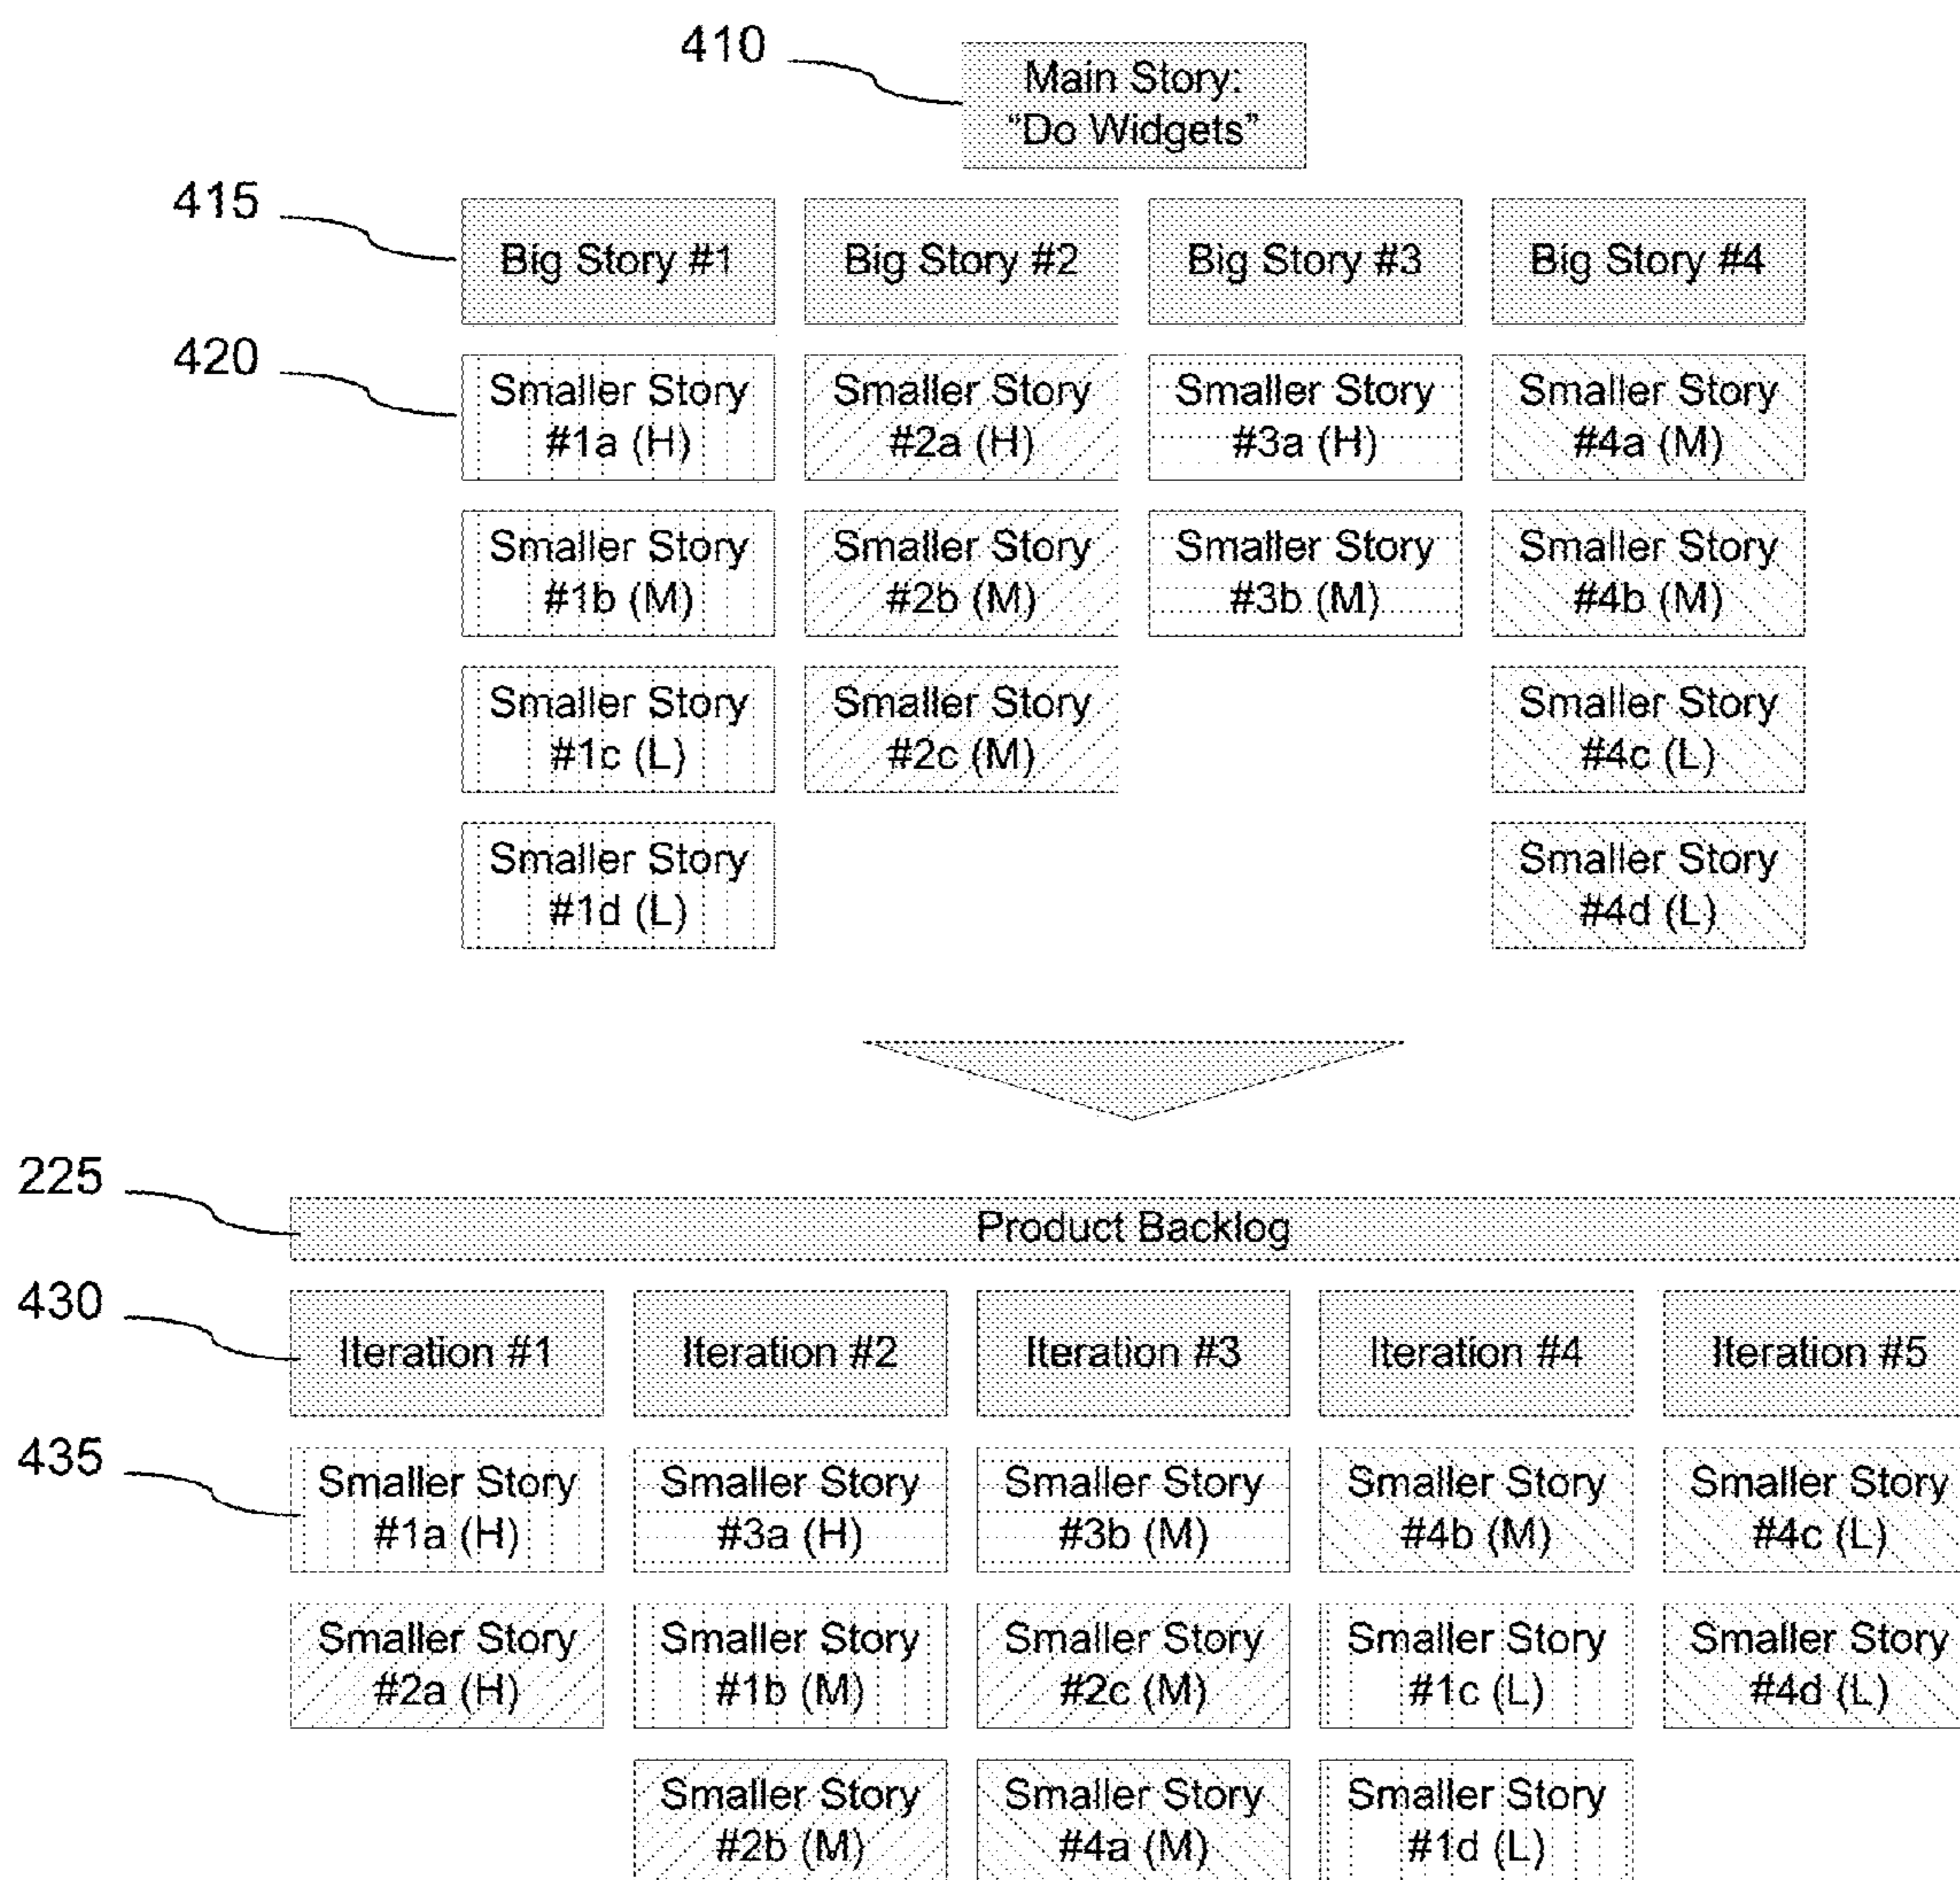 410
Main Story:
"Do Widgets"
415
Big Story #1
Big Story #2
Big Story #3
Big Story #4
420
Smaller Story
#1a (H)
Smaller Story
#2a (H)
Smaller Story
#3a (H)
Smaller Story
#4a (M)
Smaller Story
#1b (M)
Smaller Story
#2b (M)
Smaller Story
#3b (M)
Smaller Story
#4b (M)
Smaller Story
#1c (L)
Smaller Story
#2c (M)
Smaller Story
#4c (L)
Smaller Story
#1d (L)
Smaller Story
#4d (L)
225
Product Backlog
430
Iteration #1
Iteration #2
Iteration #3
Iteration #4
Iteration #5
435
Smaller Story
#1a (H)
Smaller Story
#3a (H)
Smaller Story
#3b (M)
Smaller Story
#4b (M)
Smaller Story
#4c (L)
Smaller Story
#2a (H)
Smaller Story
#1b (M)
Smaller Story
#2c (M)
Smaller Story
#1c (L)
Smaller Story
#4d (L)
Smaller Story
#2b (M)
Smaller Story
#4a (M)
Smaller Story
#1d (L)